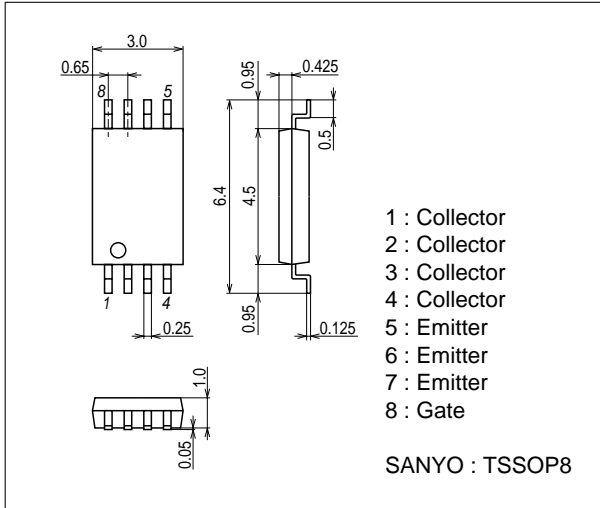 3.0
0.65
8
5
0.95
0.425
0.5
6.4
4.5
1
4
0.25
0.95
0.125
1.0
0.05
1 : Collector
2 : Collector
3 : Collector
4 : Collector
5 : Emitter
6 : Emitter
7 : Emitter
8 : Gate
SANYO : TSSOP8